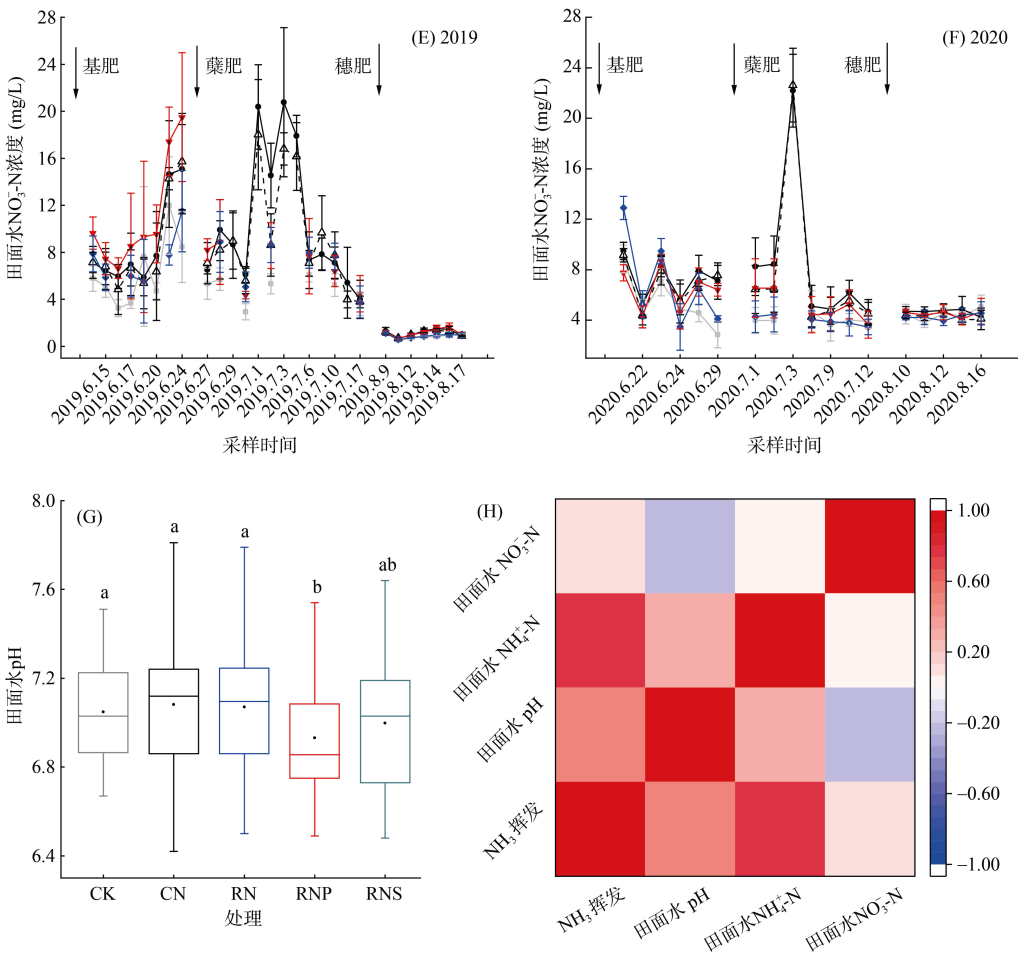 (E) 2019
基肥
蘖肥
穗肥
田面水NO₃⁻-N浓度 (mg/L)
28
24
20
16
12
8
4
0
2019.6.15
2019.6.17
2019.6.20
2019.6.24
2019.6.27
2019.6.29
2019.7.1
2019.7.3
2019.7.6
2019.7.10
2019.7.17
2019.8.9
2019.8.12
2019.8.14
2019.8.17
采样时间
(F) 2020
基肥
蘖肥
穗肥
田面水NO₃⁻-N浓度 (mg/L)
28
24
20
16
12
8
4
2020.6.22
2020.6.24
2020.6.29
2020.7.1
2020.7.3
2020.7.9
2020.7.12
2020.8.10
2020.8.12
2020.8.16
采样时间
(G)
田面水pH
8.0
7.6
7.2
6.8
6.4
a
a
a
b
ab
CK
CN
RN
RNP
RNS
处理
(H)
田面水 NO₃⁻-N
田面水 NH₄⁺-N
田面水 pH
NH₃挥发
NH₃挥发
田面水 pH
田面水NH₄⁺-N
田面水NO₃⁻-N
1.00
0.60
0.20
−0.20
−0.60
−1.00